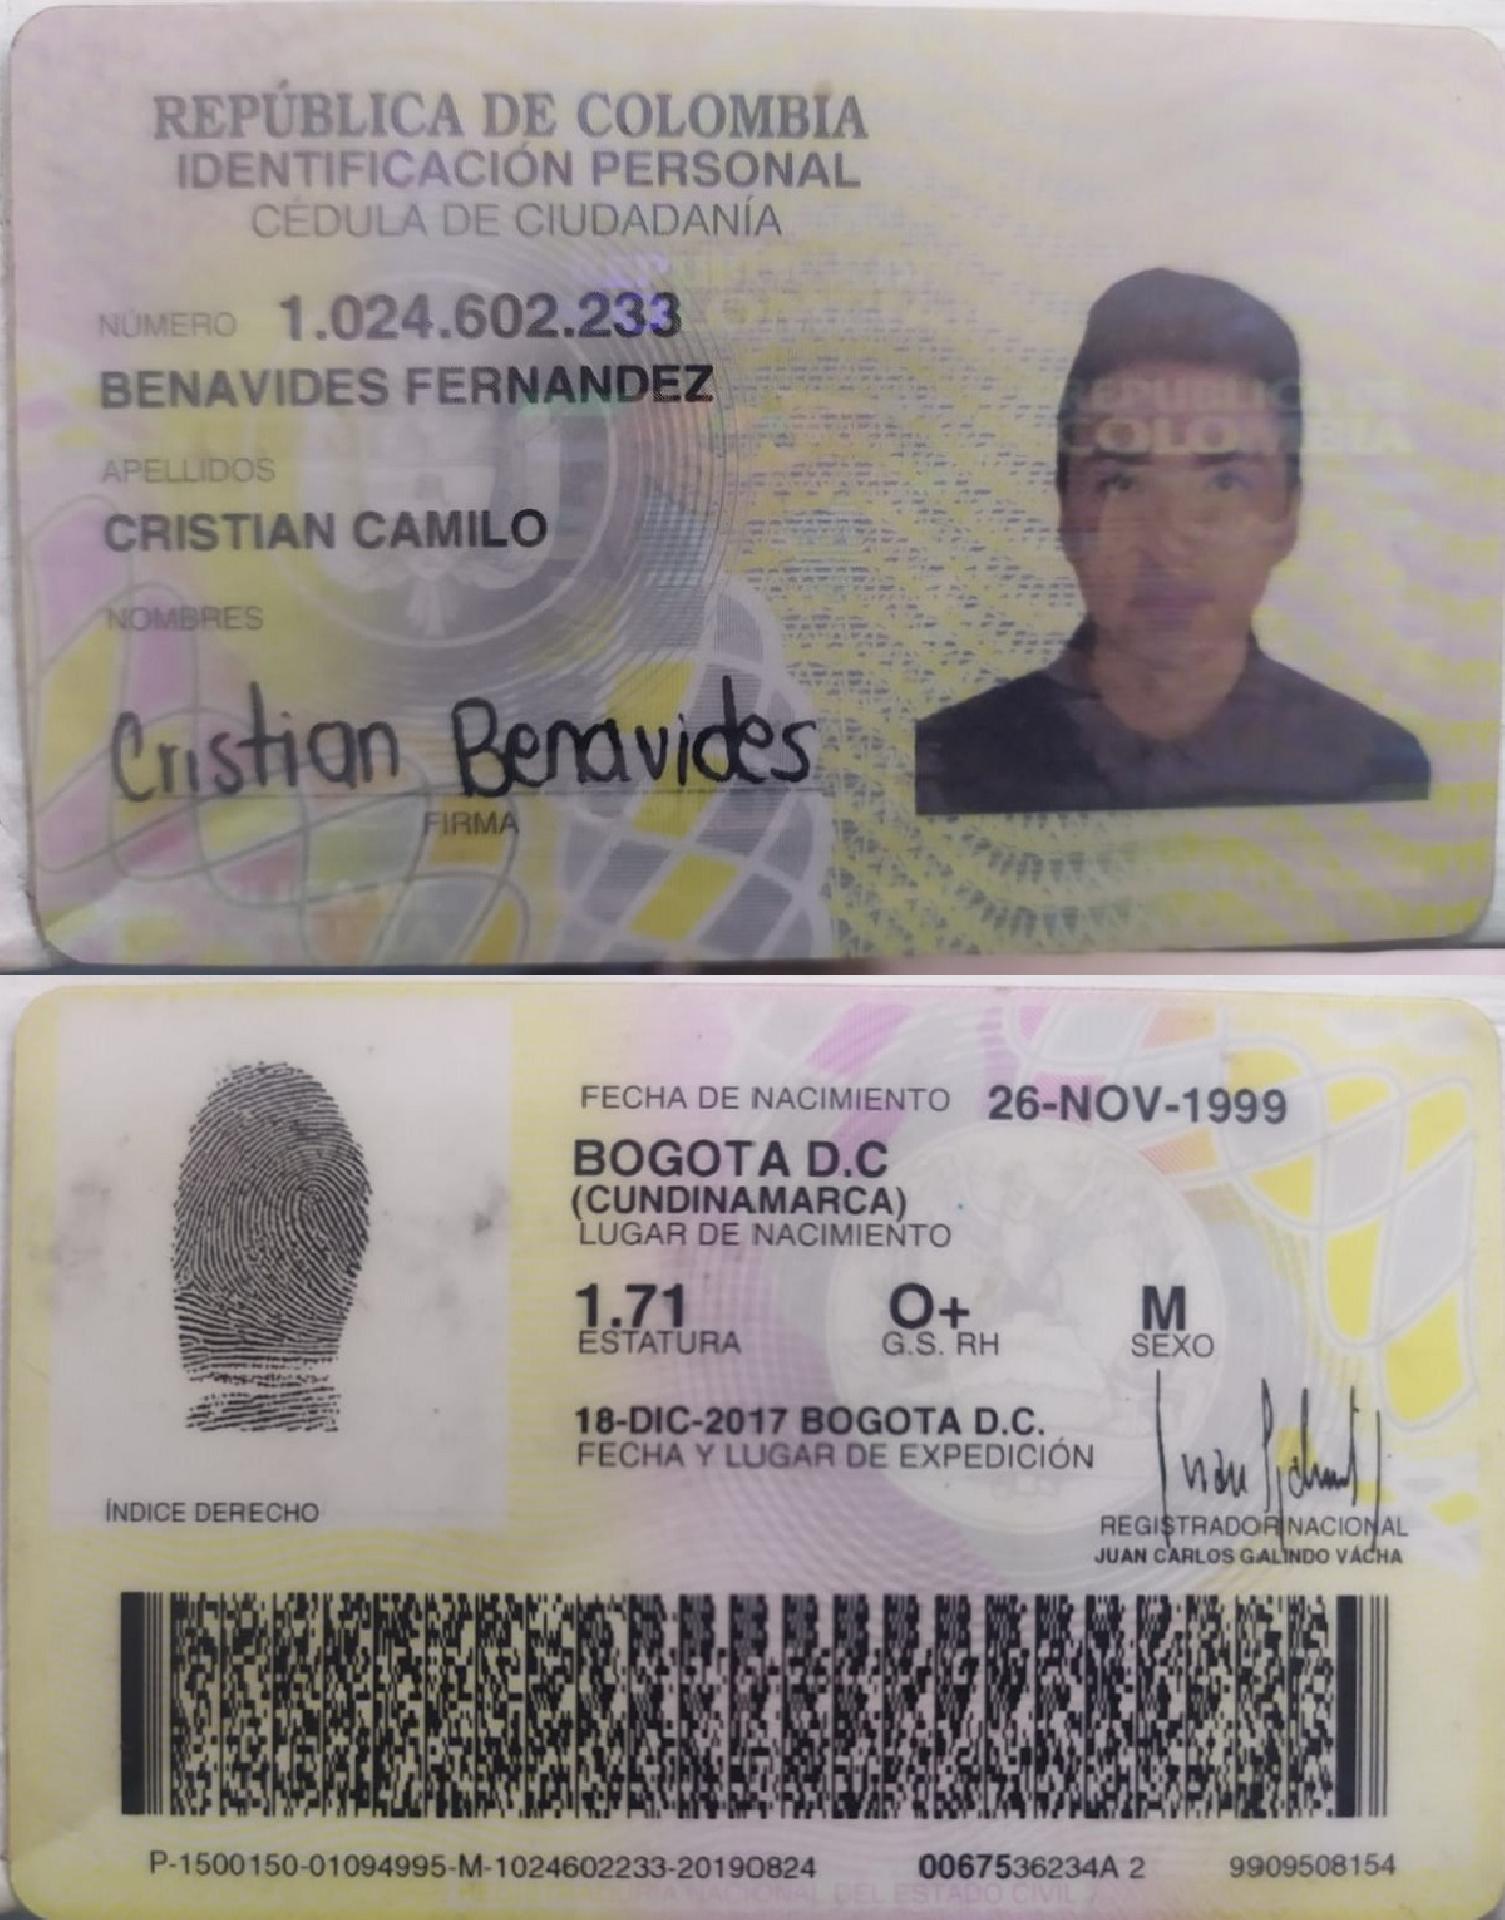 REPÚBLICA DE COLOMBIA
IDENTIFICACIÓN PERSONAL
CÉDULA DE CIUDADANÍA
NÚMERO 1.024.602.233
BENAVIDES FERNANDEZ
APELLIDOS
CRISTIAN CAMILO
NOMBRES
REPUBLICA DE
COLOMBIA
Cristian Benavides
FIRMA
FECHA DE NACIMIENTO 26-NOV-1999
BOGOTA D.C
(CUNDINAMARCA)
LUGAR DE NACIMIENTO
1.71 O+ M
ESTATURA G.S. RH SEXO
18-DIC-2017 BOGOTA D.C.
FECHA Y LUGAR DE EXPEDICIÓN
ÍNDICE DERECHO
REGISTRADOR NACIONAL
JUAN CARLOS GALINDO VÁCHA
P-1500150-01094995-M-1024602233-20190824 0067536234A 2 9909508154
REGISTRADURIA NACIONAL DEL ESTADO CIVIL